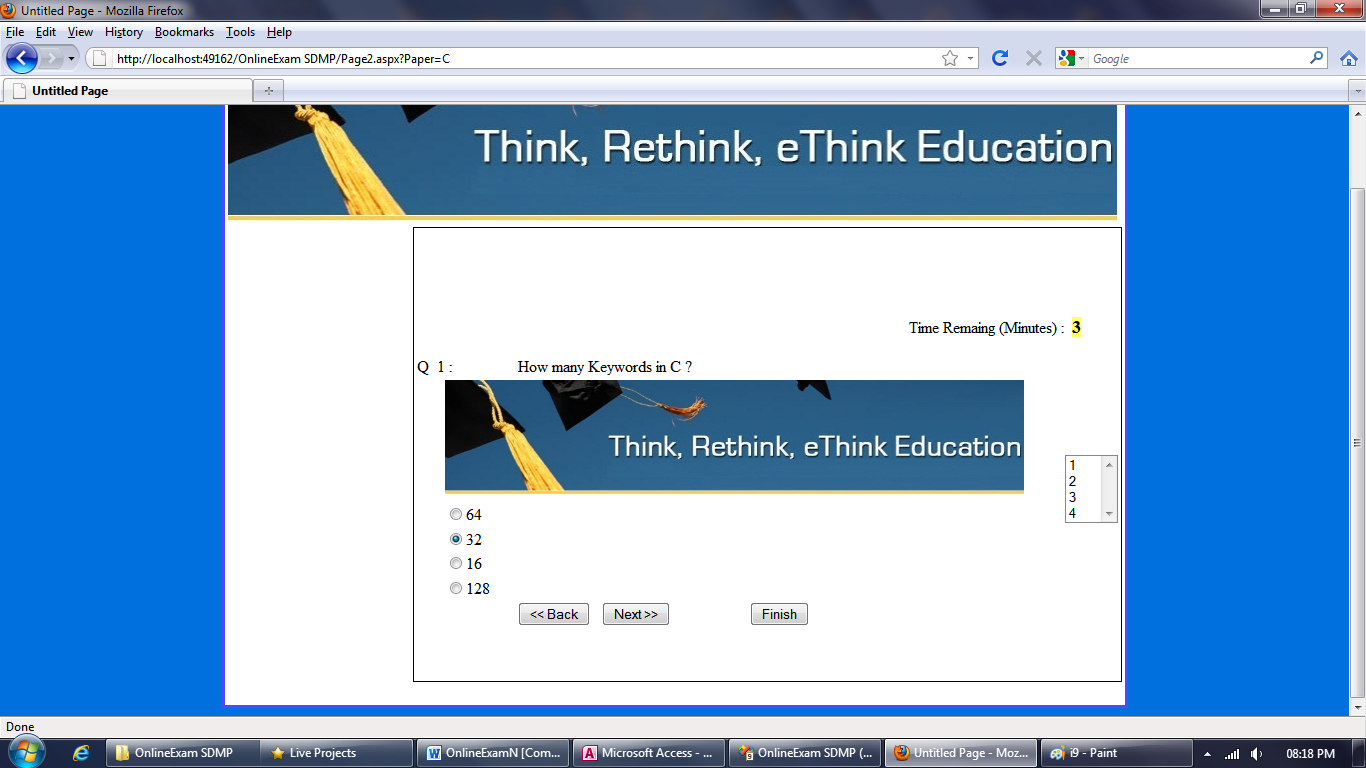 Untitled Page - Mozilla Firefox
File Edit View History Bookmarks Tools Help
http://localhost:49162/OnlineExam SDMP/Page2.aspx?Paper=C
Google
Untitled Page
Think, Rethink, eThink Education
Time Remaing (Minutes) : 3
Q 1 : How many Keywords in C ?
Think, Rethink, eThink Education
1
2
3
4
64
32
16
128
<< Back Next >> Finish
Done
OnlineExam SDMP Live Projects OnlineExamN [Com... Microsoft Access - ... OnlineExam SDMP (... Untitled Page - Moz... i9 - Paint 08:18 PM